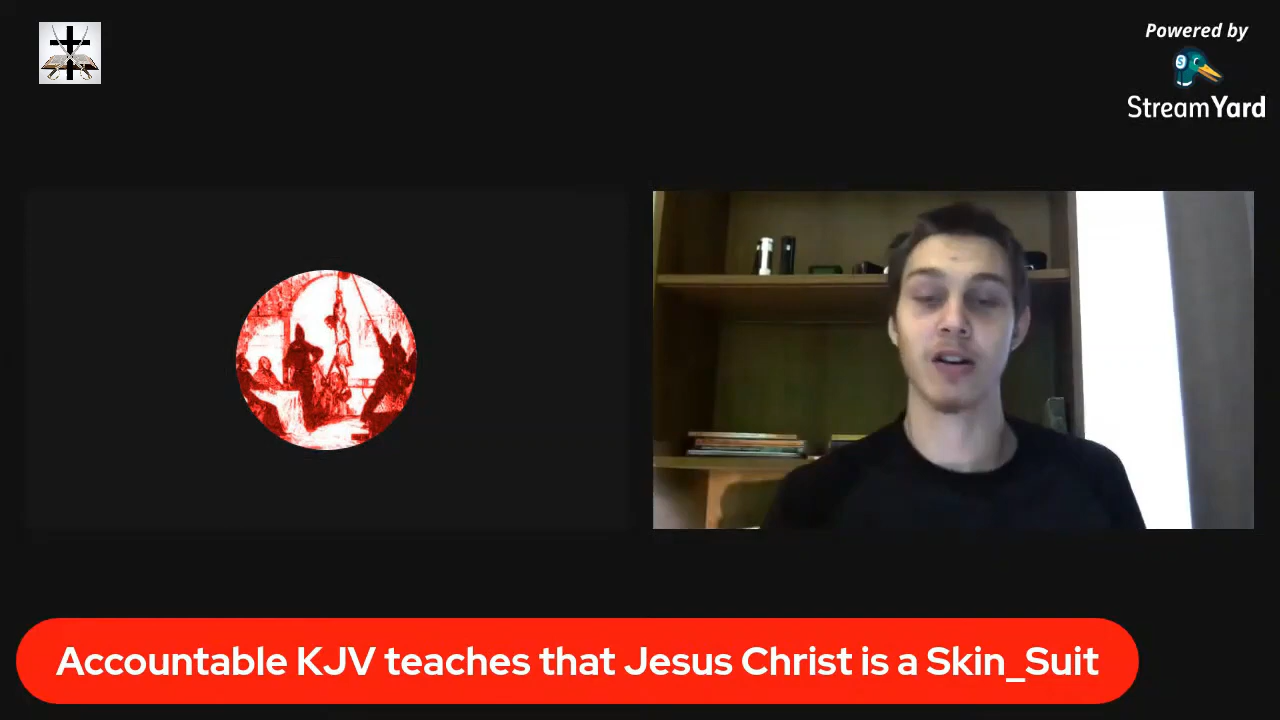 Powered by
S
StreamYard
Accountable KJV teaches that Jesus Christ is a Skin_Suit